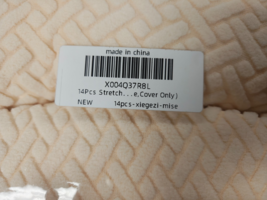 made in china
X004Q37R8L
14Pcs Stretch...e,Cover Only)
NEW 14pcs-xiegezi-mise